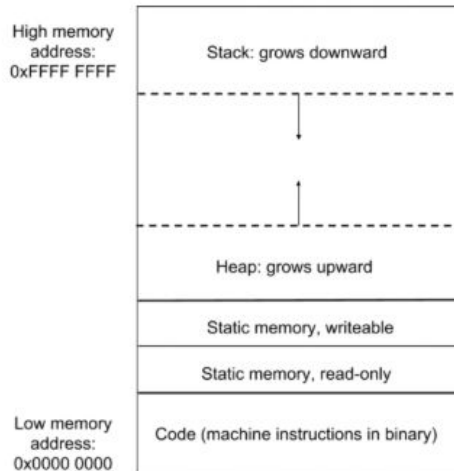 High memory
address:
0xFFFF FFFF
Stack: grows downward
Heap: grows upward
Static memory, writeable
Static memory, read-only
Low memory
address:
0x0000 0000
Code (machine instructions in binary)